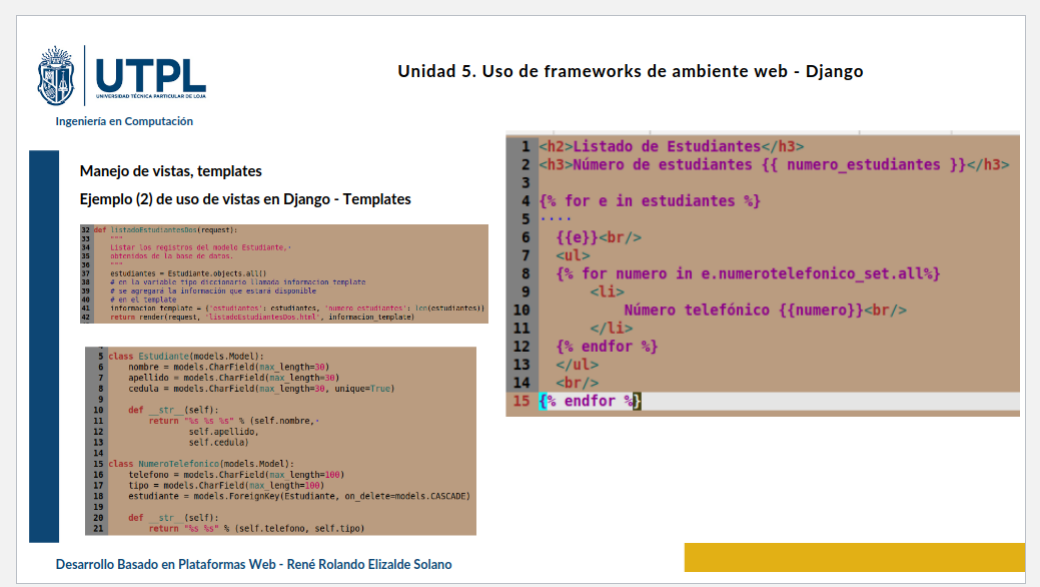 UTPL
UNIVERSIDAD TÉCNICA PARTICULAR DE LOJA
Ingeniería en Computación
Unidad 5. Uso de frameworks de ambiente web - Django
Manejo de vistas, templates
Ejemplo (2) de uso de vistas en Django - Templates
32 def listadoEstudiantesDos(request):
33 """
34 Listar los registros del modelo Estudiante,·
35 obtenidos de la base de datos.
36 """
37 estudiantes = Estudiante.objects.all()
38 # en la variable tipo diccionario llamada informacion_template
39 # se agregará la información que estará disponible
40 # en el template
41 informacion_template = {'estudiantes': estudiantes, 'numero_estudiantes': len(estudiantes)}
42 return render(request, 'listadoEstudiantesDos.html', informacion_template)
5 class Estudiante(models.Model):
6 nombre = models.CharField(max_length=30)
7 apellido = models.CharField(max_length=30)
8 cedula = models.CharField(max_length=30, unique=True)
9
10 def __str__(self):
11 return "%s %s %s" % (self.nombre,·
12 self.apellido,
13 self.cedula)
14
15 class NumeroTelefonico(models.Model):
16 telefono = models.CharField(max_length=100)
17 tipo = models.CharField(max_length=100)
18 estudiante = models.ForeignKey(Estudiante, on_delete=models.CASCADE)
19
20 def __str__(self):
21 return "%s %s" % (self.telefono, self.tipo)
1 <h2>Listado de Estudiantes</h3>
2 <h3>Número de estudiantes {{ numero_estudiantes }}</h3>
3
4 {% for e in estudiantes %}
5 ····
6 {{e}}<br/>
7 <ul>
8 {% for numero in e.numerotelefonico_set.all%}
9 <li>
10 Número telefónico {{numero}}<br/>
11 </li>
12 {% endfor %}
13 </ul>
14 <br/>
15 {% endfor %}
Desarrollo Basado en Plataformas Web - René Rolando Elizalde Solano